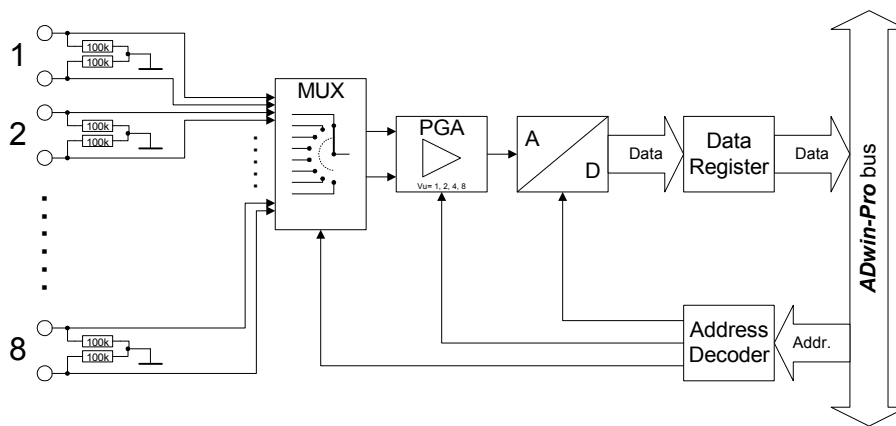 1
100k
100k
2
100k
100k
8
100k
100k
MUX
PGA
Vu= 1, 2, 4, 8
A
D
Data
Data
Register
Data
Address
Decoder
Addr.
ADwin-Pro bus